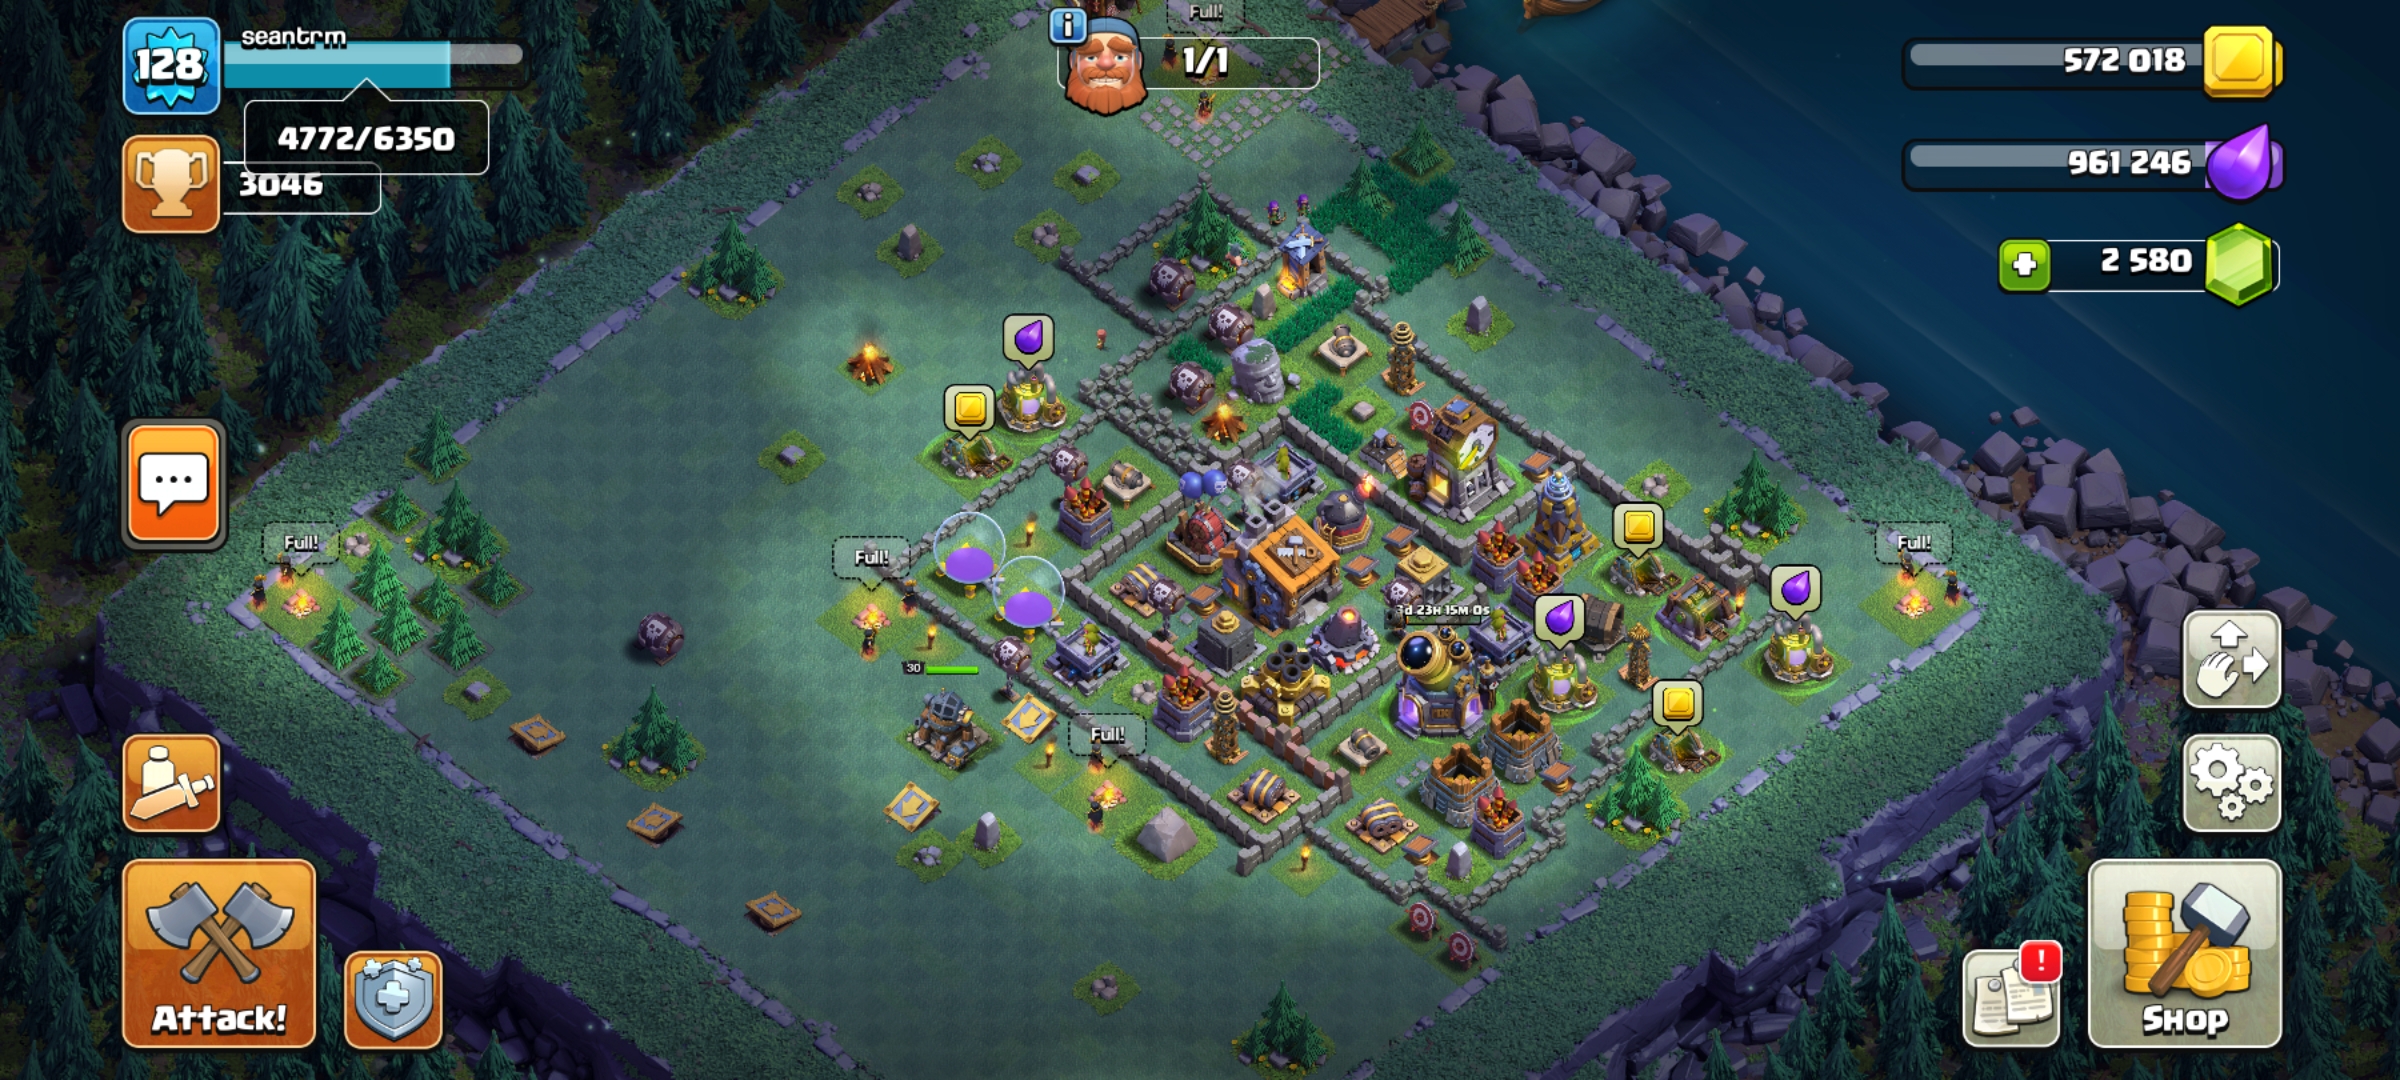 Full!
128
seantrm
1/1
572 018
4772/6350
3046
961 246
2 580
Full!
Full!
Full!
3d 23H 15M 0s
30
Full!
Attack!
!
Shop